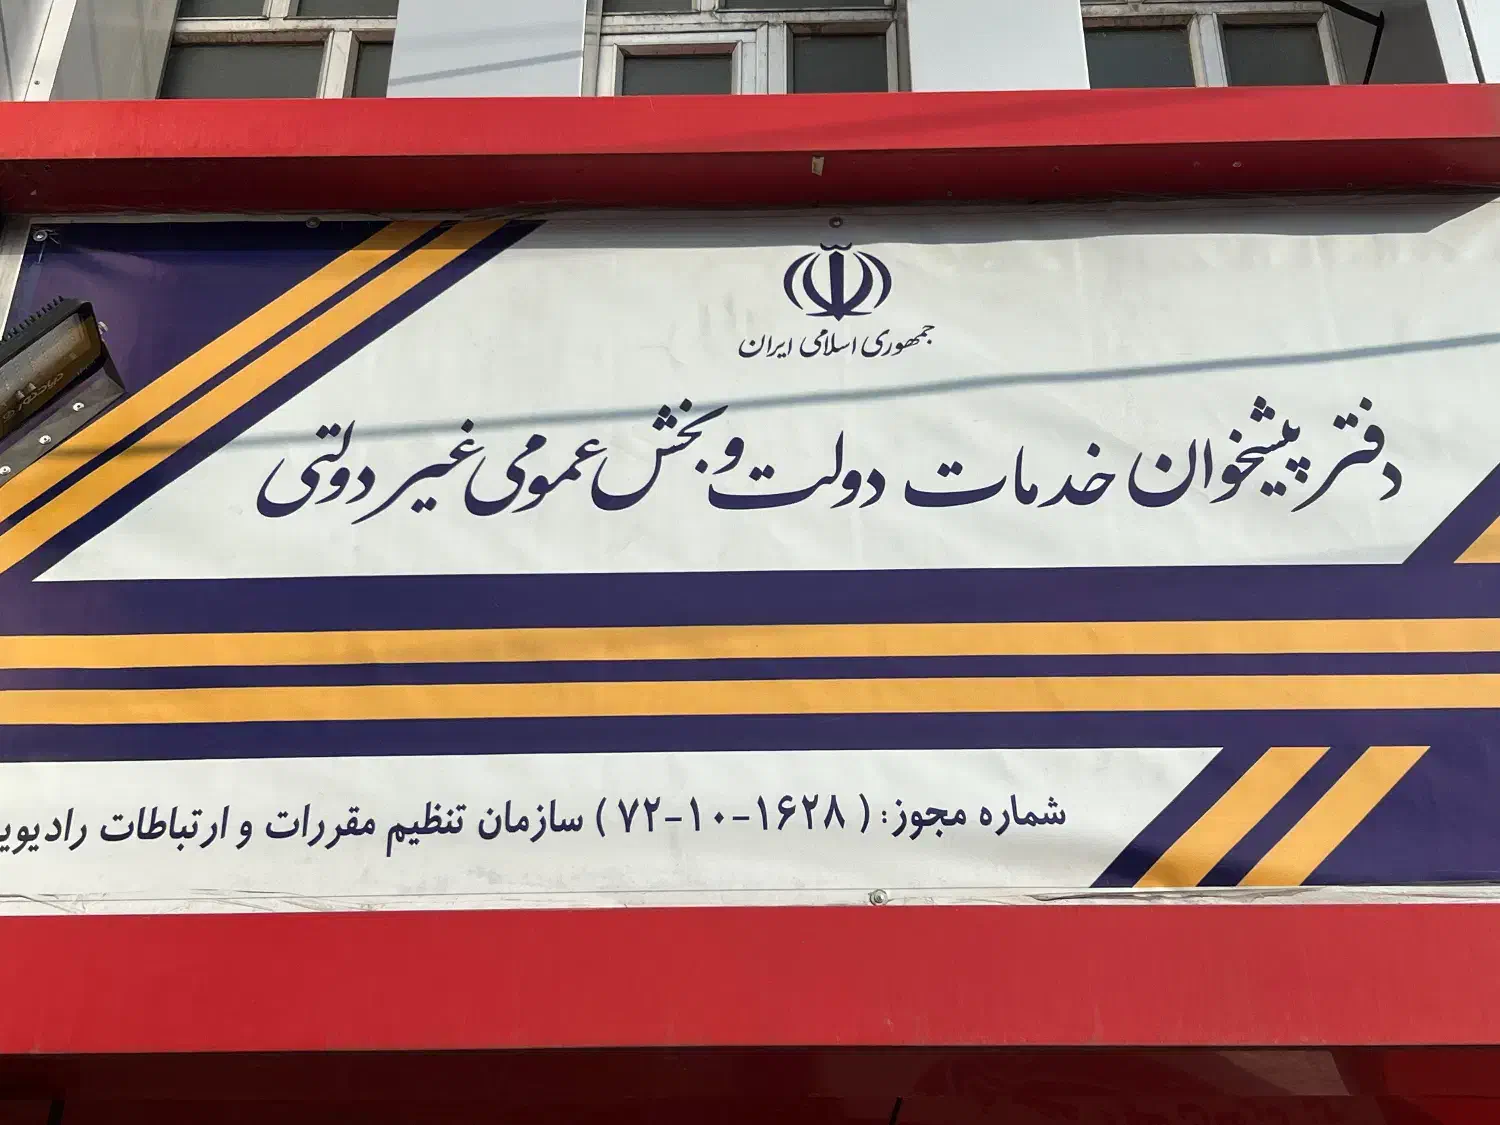 جمهوری اسلامی ایران
دفتر پیشخوان خدمات دولت و بخش عمومی غیر دولتی
شماره مجوز: ( ۱۶۲۸-۱۰-۷۲ ) سازمان تنظیم مقررات و ارتباطات